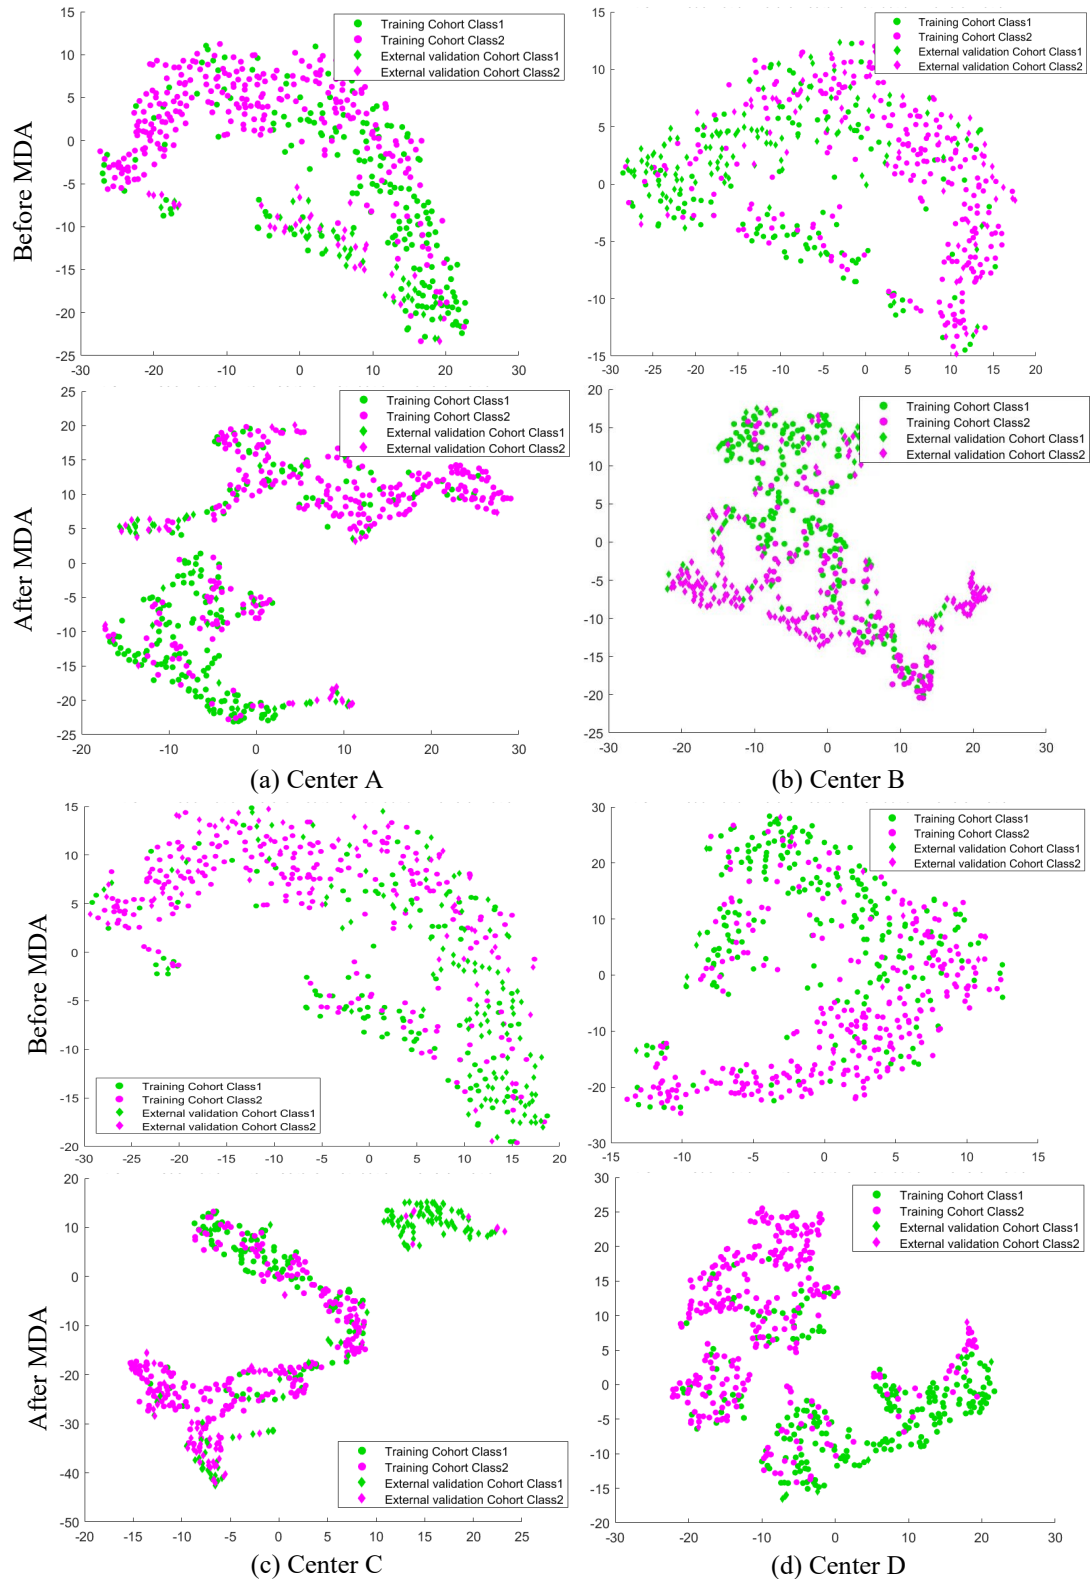 Before MDA
15
10
5
0
-5
-10
-15
-20
-25
-30 -20 -10 0 10 20 30
Training Cohort Class1
Training Cohort Class2
External validation Cohort Class1
External validation Cohort Class2
15
10
5
0
-5
-10
-15
-30 -25 -20 -15 -10 -5 0 5 10 15 20
Training Cohort Class1
Training Cohort Class2
External validation Cohort Class1
External validation Cohort Class2
After MDA
25
20
15
10
5
0
-5
-10
-15
-20
-25
-20 -10 0 10 20 30
Training Cohort Class1
Training Cohort Class2
External validation Cohort Class1
External validation Cohort Class2
20
15
10
5
0
-5
-10
-15
-20
-25
-30 -20 -10 0 10 20 30
Training Cohort Class1
Training Cohort Class2
External validation Cohort Class1
External validation Cohort Class2
(a) Center A
(b) Center B
Before MDA
15
10
5
0
-5
-10
-15
-20
-30 -25 -20 -15 -10 -5 0 5 10 15 20
Training Cohort Class1
Training Cohort Class2
External validation Cohort Class1
External validation Cohort Class2
30
20
10
0
-10
-20
-30
-15 -10 -5 0 5 10 15
Training Cohort Class1
Training Cohort Class2
External validation Cohort Class1
External validation Cohort Class2
After MDA
20
10
0
-10
-20
-30
-40
-50
-20 -15 -10 -5 0 5 10 15 20 25
Training Cohort Class1
Training Cohort Class2
External validation Cohort Class1
External validation Cohort Class2
30
25
20
15
10
5
0
-5
-10
-15
-20
-30 -20 -10 0 10 20 30
Training Cohort Class1
Training Cohort Class2
External validation Cohort Class1
External validation Cohort Class2
(c) Center C
(d) Center D